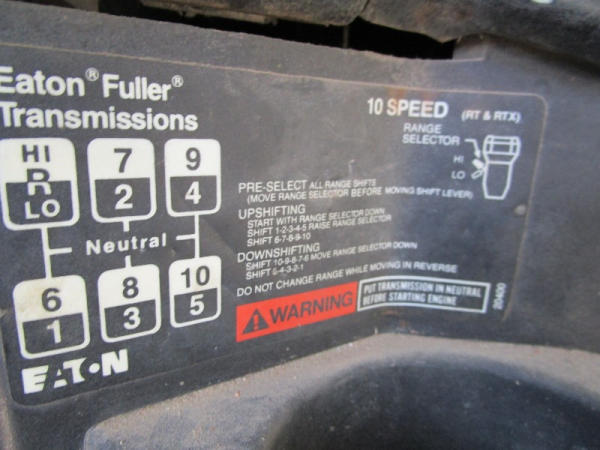 Eaton® Fuller®
Transmissions
10 SPEED (RT & RTX)
RANGE
SELECTOR
HI
LO
HI
R
LO
7
2
9
4
Neutral
6
1
8
3
10
5
EATON
PRE-SELECT ALL RANGE SHIFTS
(MOVE RANGE SELECTOR BEFORE MOVING SHIFT LEVER)
UPSHIFTING
START WITH RANGE SELECTOR DOWN
SHIFT 1-2-3-4-5 RAISE RANGE SELECTOR
SHIFT 6-7-8-9-10
DOWNSHIFTING
SHIFT 10-9-8-7-6 MOVE RANGE SELECTOR DOWN
SHIFT 5-4-3-2-1
DO NOT CHANGE RANGE WHILE MOVING IN REVERSE
WARNING
PUT TRANSMISSION IN NEUTRAL
BEFORE STARTING ENGINE
20400